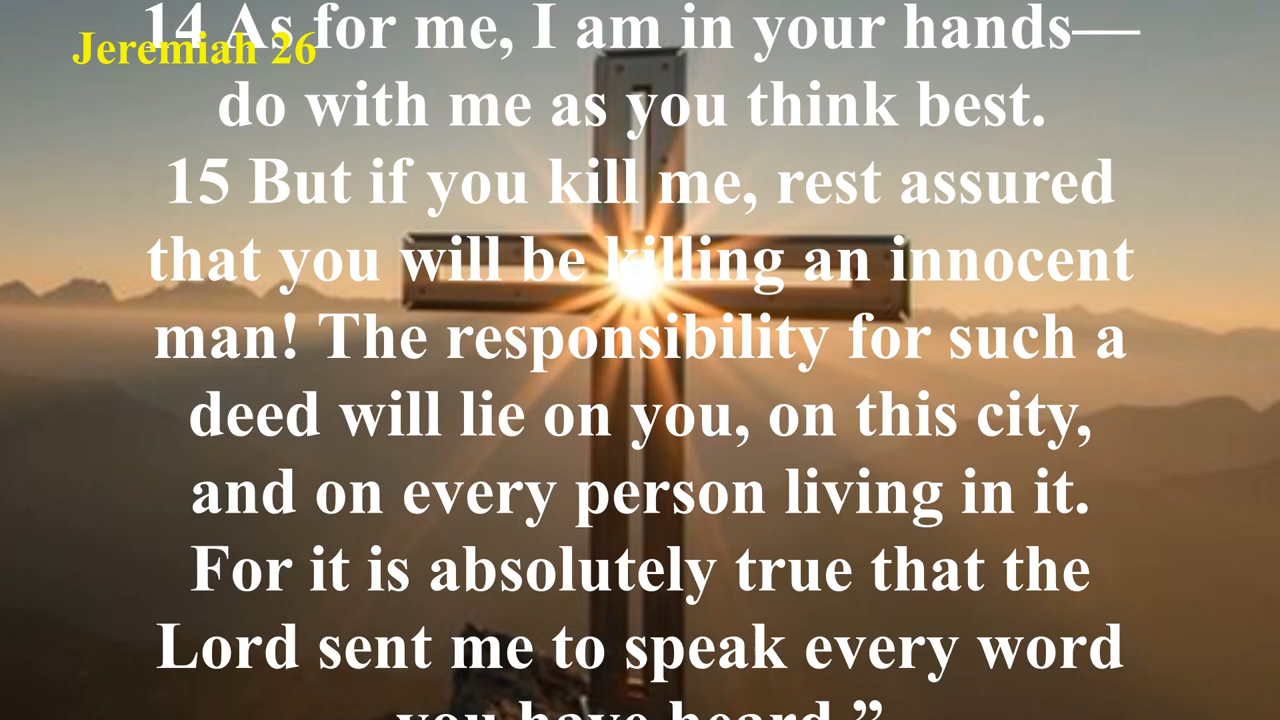 Jeremiah 26
14 As for me, I am in your hands—
do with me as you think best.
15 But if you kill me, rest assured
that you will be killing an innocent
man! The responsibility for such a
deed will lie on you, on this city,
and on every person living in it.
For it is absolutely true that the
Lord sent me to speak every word
you have heard.”